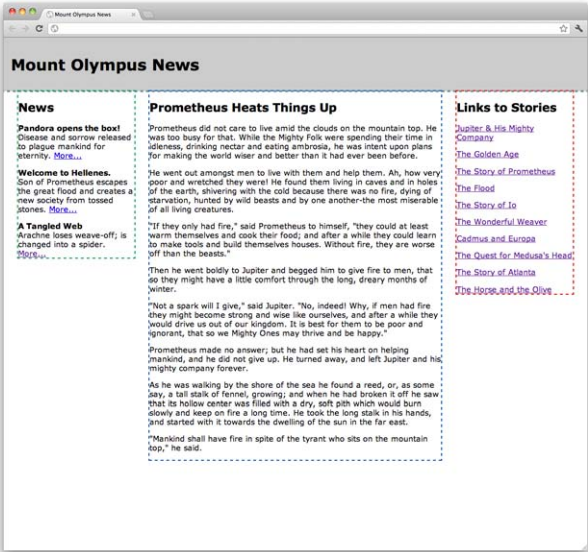 Mount Olympus News
Mount Olympus News
News
Pandora opens the box!
Disease and sorrow released
to plague mankind for
eternity. More...
Welcome to Hellenes.
Son of Prometheus escapes
the great flood and creates a
new society from tossed
stones. More...
A Tangled Web
Arachne loses weave-off; is
changed into a spider.
More...
Prometheus Heats Things Up
Prometheus did not care to live amid the clouds on the mountain top. He
was too busy for that. While the Mighty Folk were spending their time in
idleness, drinking nectar and eating ambrosia, he was intent upon plans
for making the world wiser and better than it had ever been before.
He went out amongst men to live with them and help them. Ah, how very
poor and wretched they were! He found them living in caves and in holes
of the earth, shivering with the cold because there was no fire, dying of
starvation, hunted by wild beasts and by one another-the most miserable
of all living creatures.
"If they only had fire," said Prometheus to himself, "they could at least
warm themselves and cook their food; and after a while they could learn
to make tools and build themselves houses. Without fire, they are worse
off than the beasts."
Then he went boldly to Jupiter and begged him to give fire to men, that
so they might have a little comfort through the long, dreary months of
winter.
"Not a spark will I give," said Jupiter. "No, indeed! Why, if men had fire
they might become strong and wise like ourselves, and after a while they
would drive us out of our kingdom. It is best for them to be poor and
ignorant, that so we Mighty Ones may thrive and be happy."
Prometheus made no answer; but he had set his heart on helping
mankind, and he did not give up. He turned away, and left Jupiter and his
mighty company forever.
As he was walking by the shore of the sea he found a reed, or, as some
say, a tall stalk of fennel, growing; and when he had broken it off he saw
that its hollow center was filled with a dry, soft pith which would burn
slowly and keep on fire a long time. He took the long stalk in his hands,
and started with it towards the dwelling of the sun in the far east.
"Mankind shall have fire in spite of the tyrant who sits on the mountain
top," he said.
Links to Stories
Jupiter & His Mighty
Company
The Golden Age
The Story of Prometheus
The Flood
The Story of Io
The Wonderful Weaver
Cadmus and Europa
The Quest for Medusa's Head
The Story of Atlanta
The Horse and the Olive